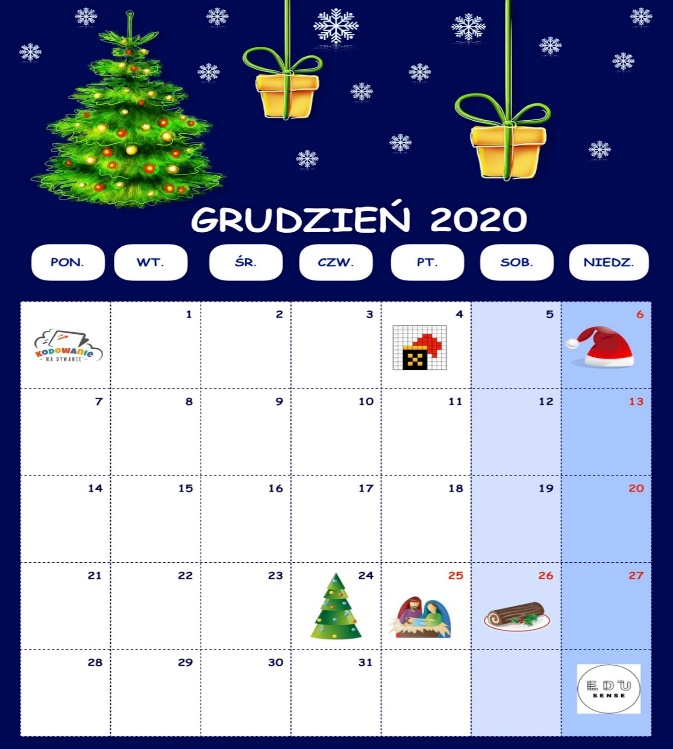 GRUDZIEŃ 2020
PON. WT. ŚR. CZW. PT. SOB. NIEDZ.
1 2 3 4 5 6
KODOWANIE
NA DYWANIE
7 8 9 10 11 12 13
14 15 16 17 18 19 20
21 22 23 24 25 26 27
28 29 30 31
EDU
SENSE